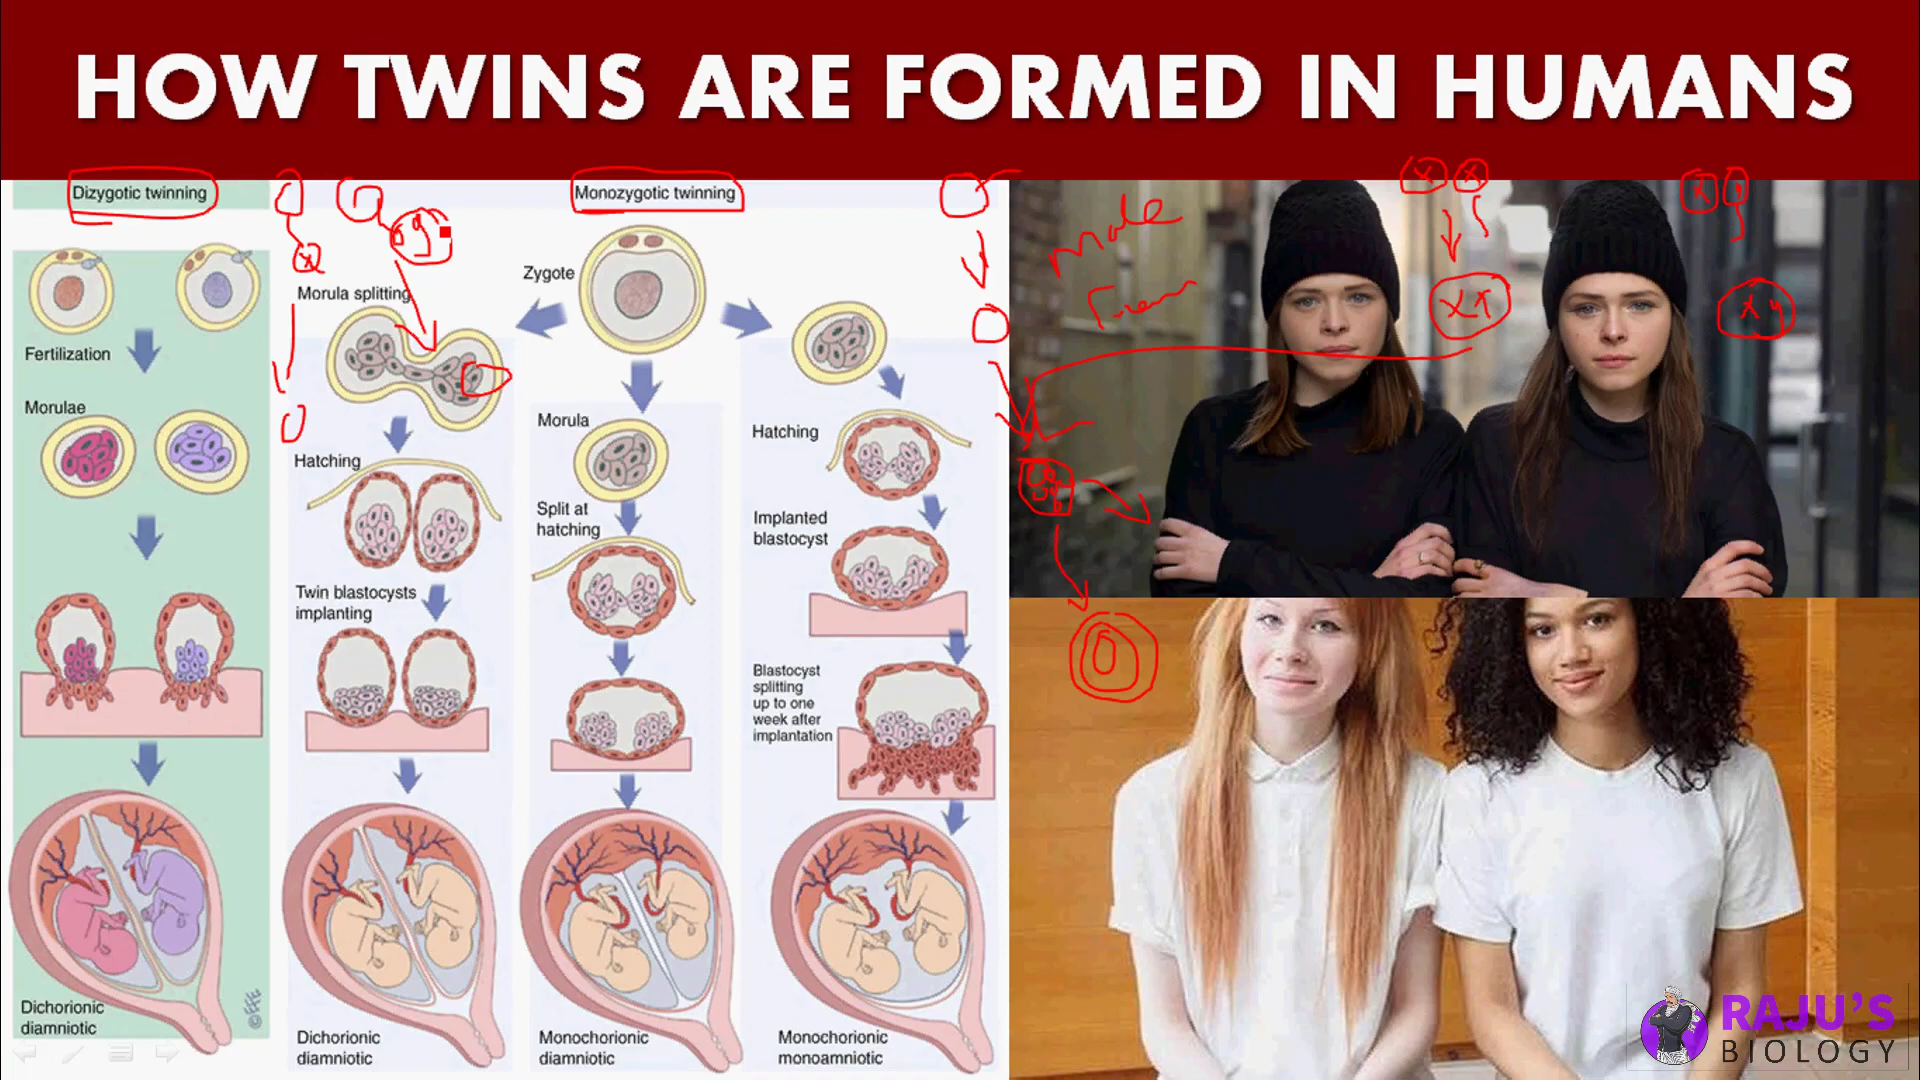 HOW TWINS ARE FORMED IN HUMANS
Dizygotic twinning
Monozygotic twinning
Zygote
Morula splitting
Fertilization
Morulae
Hatching
Twin blastocysts
implanting
Morula
Split at
hatching
Hatching
Implanted
blastocyst
Blastocyst
splitting
up to one
week after
implantation
Dichorionic
diamniotic
Dichorionic
diamniotic
Monochorionic
diamniotic
Monochorionic
monoamniotic
Male
x x
x y
xx
xy
x
y
RAJU'S
BIOLOGY